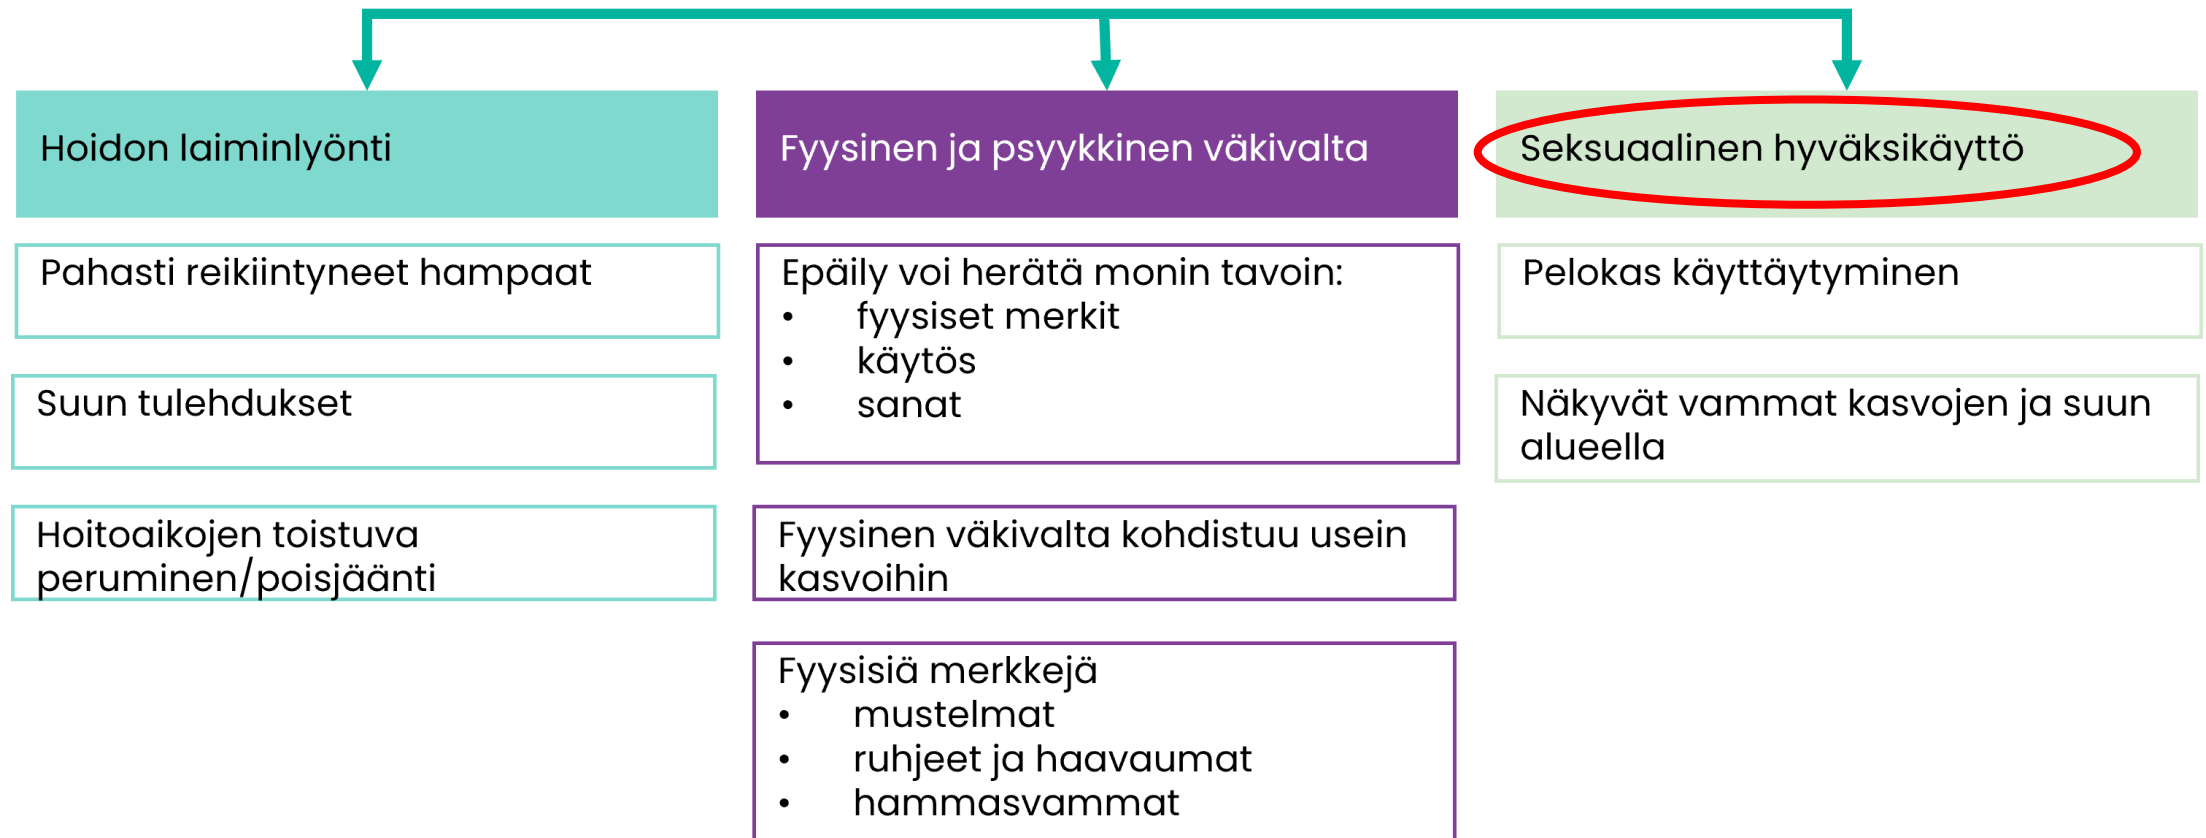 Hoidon laiminlyönti
Pahasti reikiintyneet hampaat
Suun tulehdukset
Hoitoaikojen toistuva
peruminen/poisjäänti
Fyysinen ja psyykkinen väkivalta
Epäily voi herätä monin tavoin:
• fyysiset merkit
• käytös
• sanat
Fyysinen väkivalta kohdistuu usein
kasvoihin
Fyysisiä merkkejä
• mustelmat
• ruhjeet ja haavaumat
• hammasvammat
Seksuaalinen hyväksikäyttö
Pelokas käyttäytyminen
Näkyvät vammat kasvojen ja suun
alueella